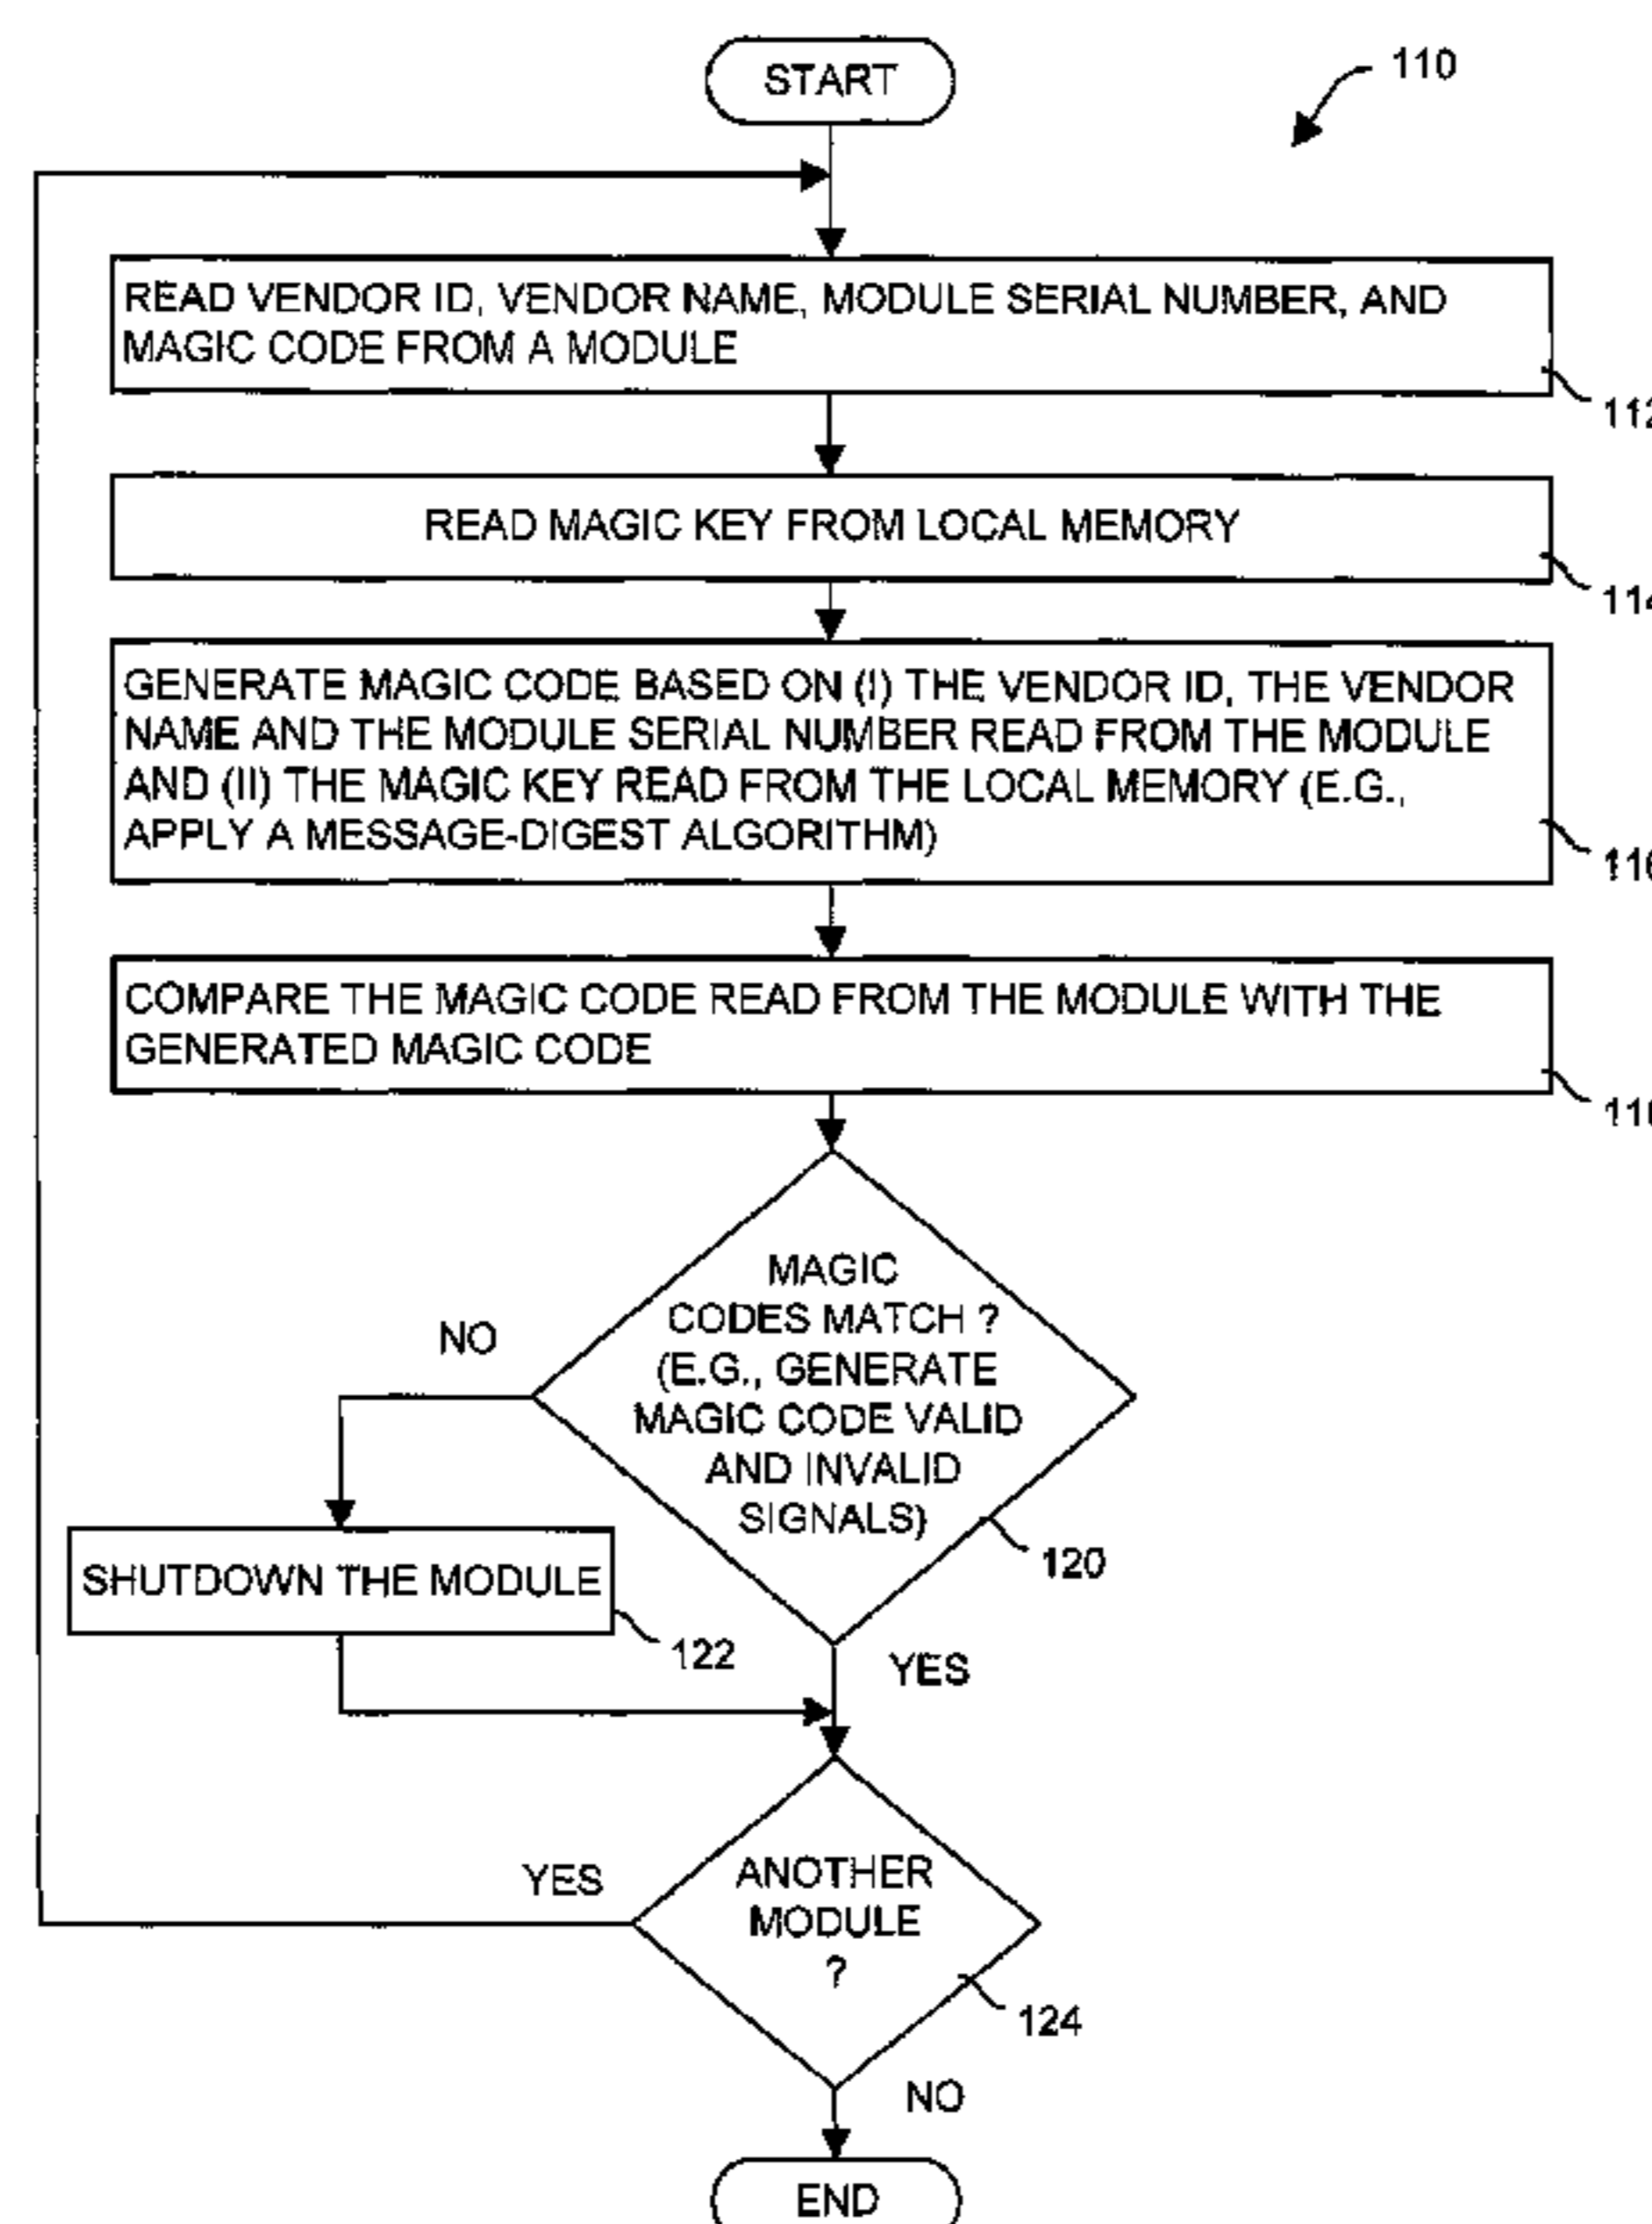 START
110
READ VENDOR ID, VENDOR NAME, MODULE SERIAL NUMBER, AND
MAGIC CODE FROM A MODULE
112
READ MAGIC KEY FROM LOCAL MEMORY
114
GENERATE MAGIC CODE BASED ON (I) THE VENDOR ID, THE VENDOR
NAME AND THE MODULE SERIAL NUMBER READ FROM THE MODULE
AND (II) THE MAGIC KEY READ FROM THE LOCAL MEMORY (E.G.,
APPLY A MESSAGE-DIGEST ALGORITHM)
116
COMPARE THE MAGIC CODE READ FROM THE MODULE WITH THE
GENERATED MAGIC CODE
MAGIC
CODES MATCH ?
(E.G., GENERATE
MAGIC CODE VALID
AND INVALID
SIGNALS)
NO
120
SHUTDOWN THE MODULE
122
YES
ANOTHER
MODULE
?
YES
124
NO
END